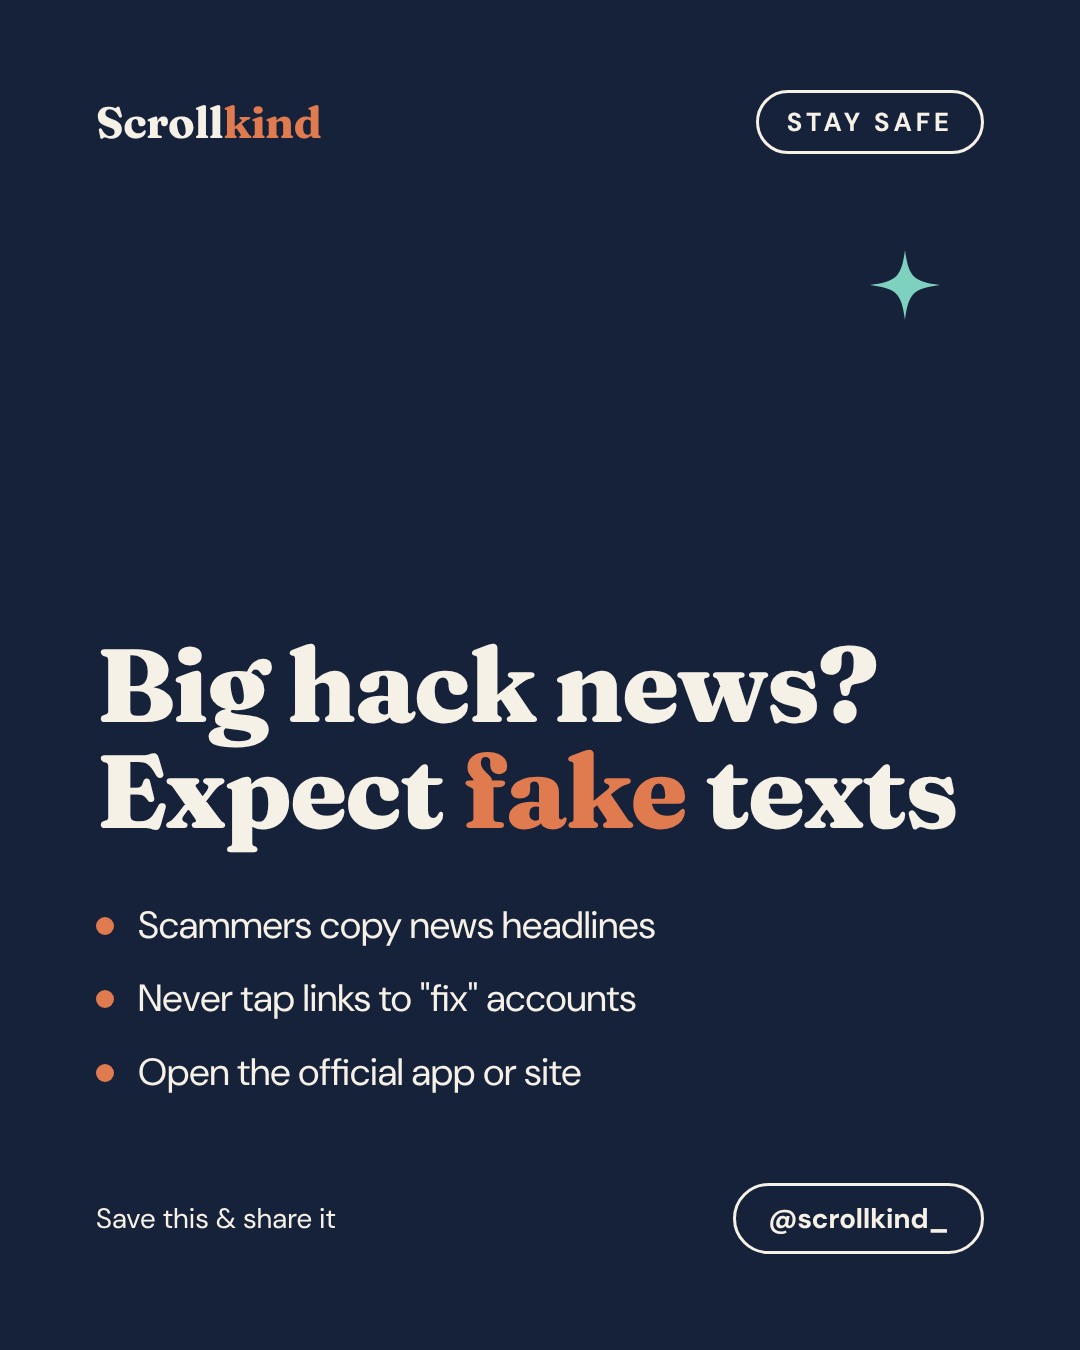 Scrollkind
STAY SAFE
Big hack news?
Expect fake texts
Scammers copy news headlines
Never tap links to "fix" accounts
Open the official app or site
Save this & share it
@scrollkind_